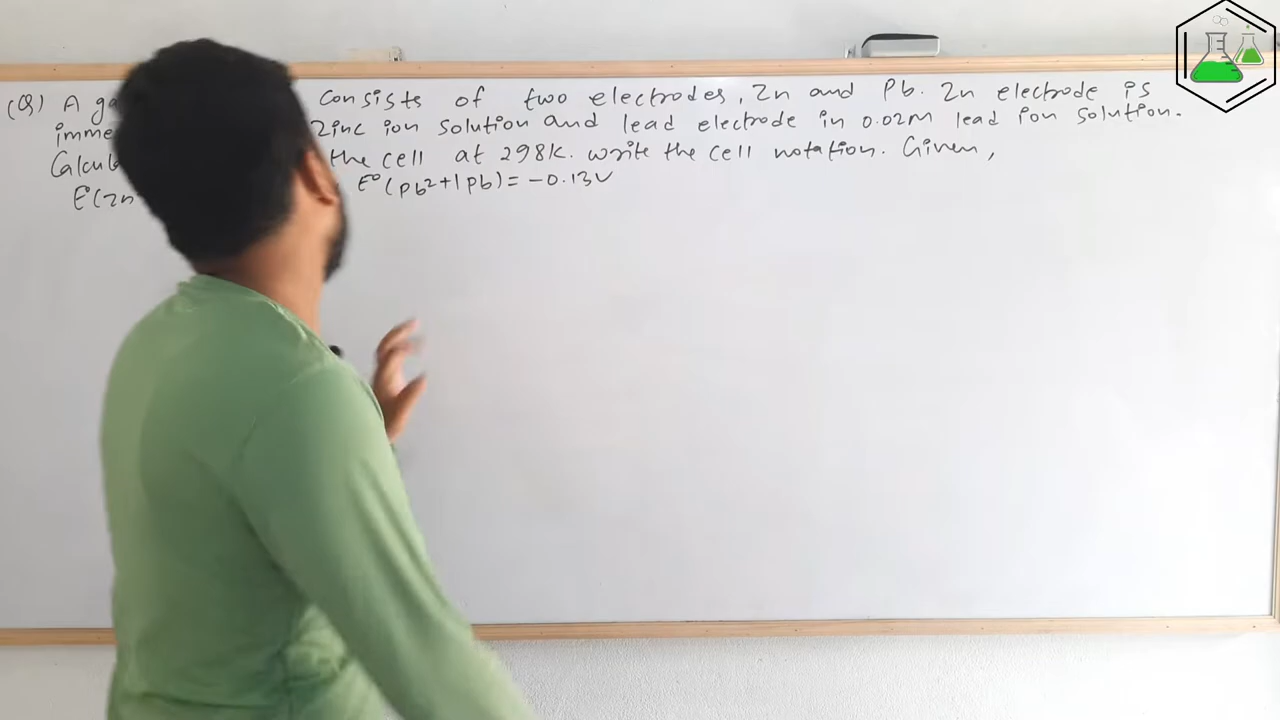 (Q) A ga consists of two electrodes, Zn and Pb. Zn electrode is
imme Zinc ion solution and lead electrode in 0.02M lead ion solution.
Calcul the cell at 298K. write the cell notation. Given,
E°(Zn E°(Pb2+|Pb) = -0.13V